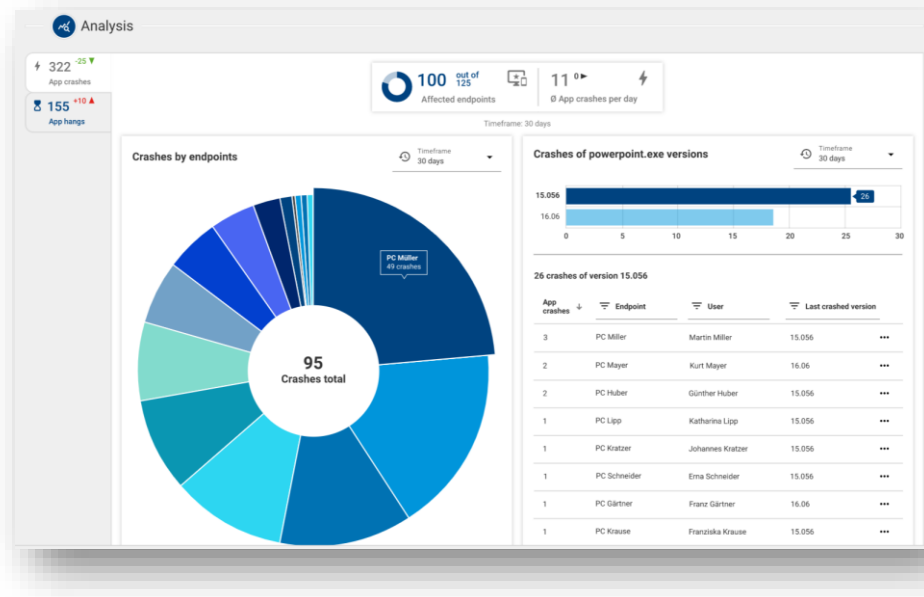 Analysis
322 -25 ▼
App crashes
155 +10 ▲
App hangs
100 out of 125
Affected endpoints
11 0 ►
Ø App crashes per day
Timeframe: 30 days
Crashes by endpoints
Timeframe
30 days
PC Müller
49 crashes
95
Crashes total
Crashes of powerpoint.exe versions
Timeframe
30 days
15.056
26
16.06
0 5 10 15 20 25 30
26 crashes of version 15.056
App crashes ↓ Endpoint User Last crashed version
3 PC Miller Martin Miller 15.056 •••
2 PC Mayer Kurt Mayer 16.06 •••
2 PC Huber Günther Huber 15.056 •••
1 PC Lipp Katharina Lipp 15.056 •••
1 PC Kratzer Johannes Kratzer 15.056 •••
1 PC Schneider Erna Schneider 15.056 •••
1 PC Gärtner Franz Gärtner 16.06 •••
1 PC Krause Franziska Krause 15.056 •••